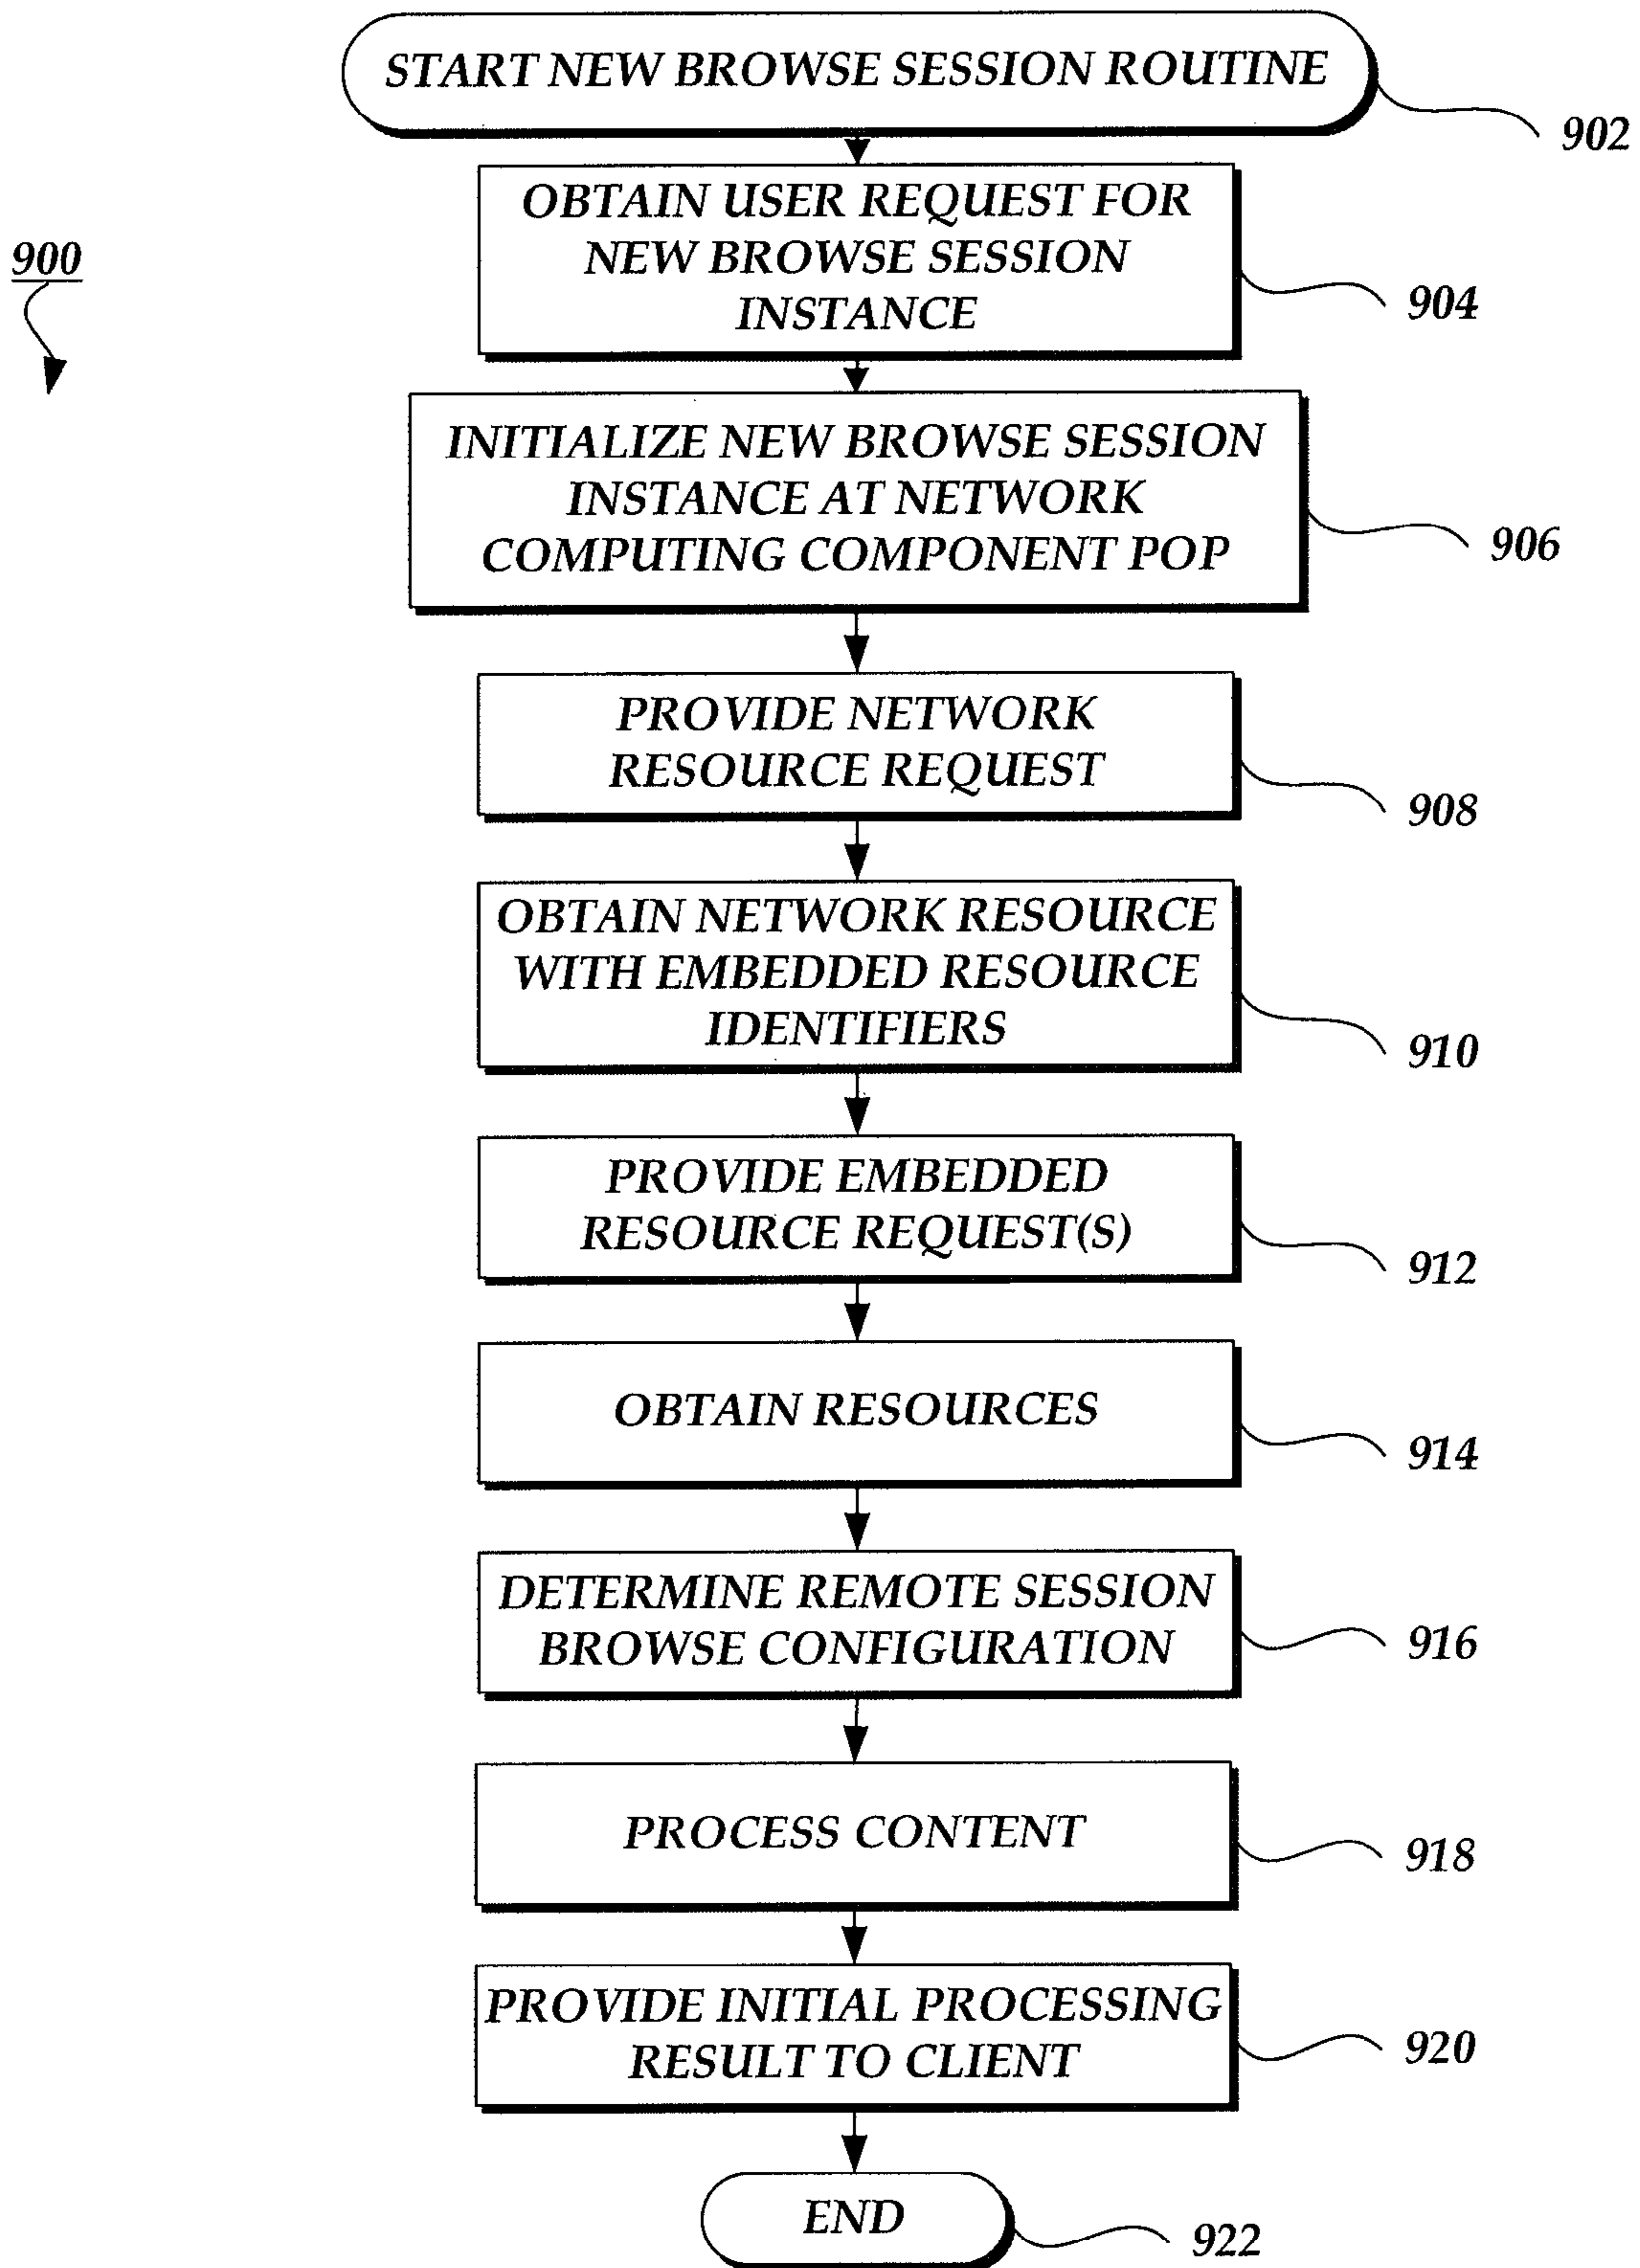 START NEW BROWSE SESSION ROUTINE
902
900
OBTAIN USER REQUEST FOR
NEW BROWSE SESSION
INSTANCE
904
INITIALIZE NEW BROWSE SESSION
INSTANCE AT NETWORK
COMPUTING COMPONENT POP
906
PROVIDE NETWORK
RESOURCE REQUEST
908
OBTAIN NETWORK RESOURCE
WITH EMBEDDED RESOURCE
IDENTIFIERS
910
PROVIDE EMBEDDED
RESOURCE REQUEST(S)
912
OBTAIN RESOURCES
914
DETERMINE REMOTE SESSION
BROWSE CONFIGURATION
916
PROCESS CONTENT
918
PROVIDE INITIAL PROCESSING
RESULT TO CLIENT
920
END
922